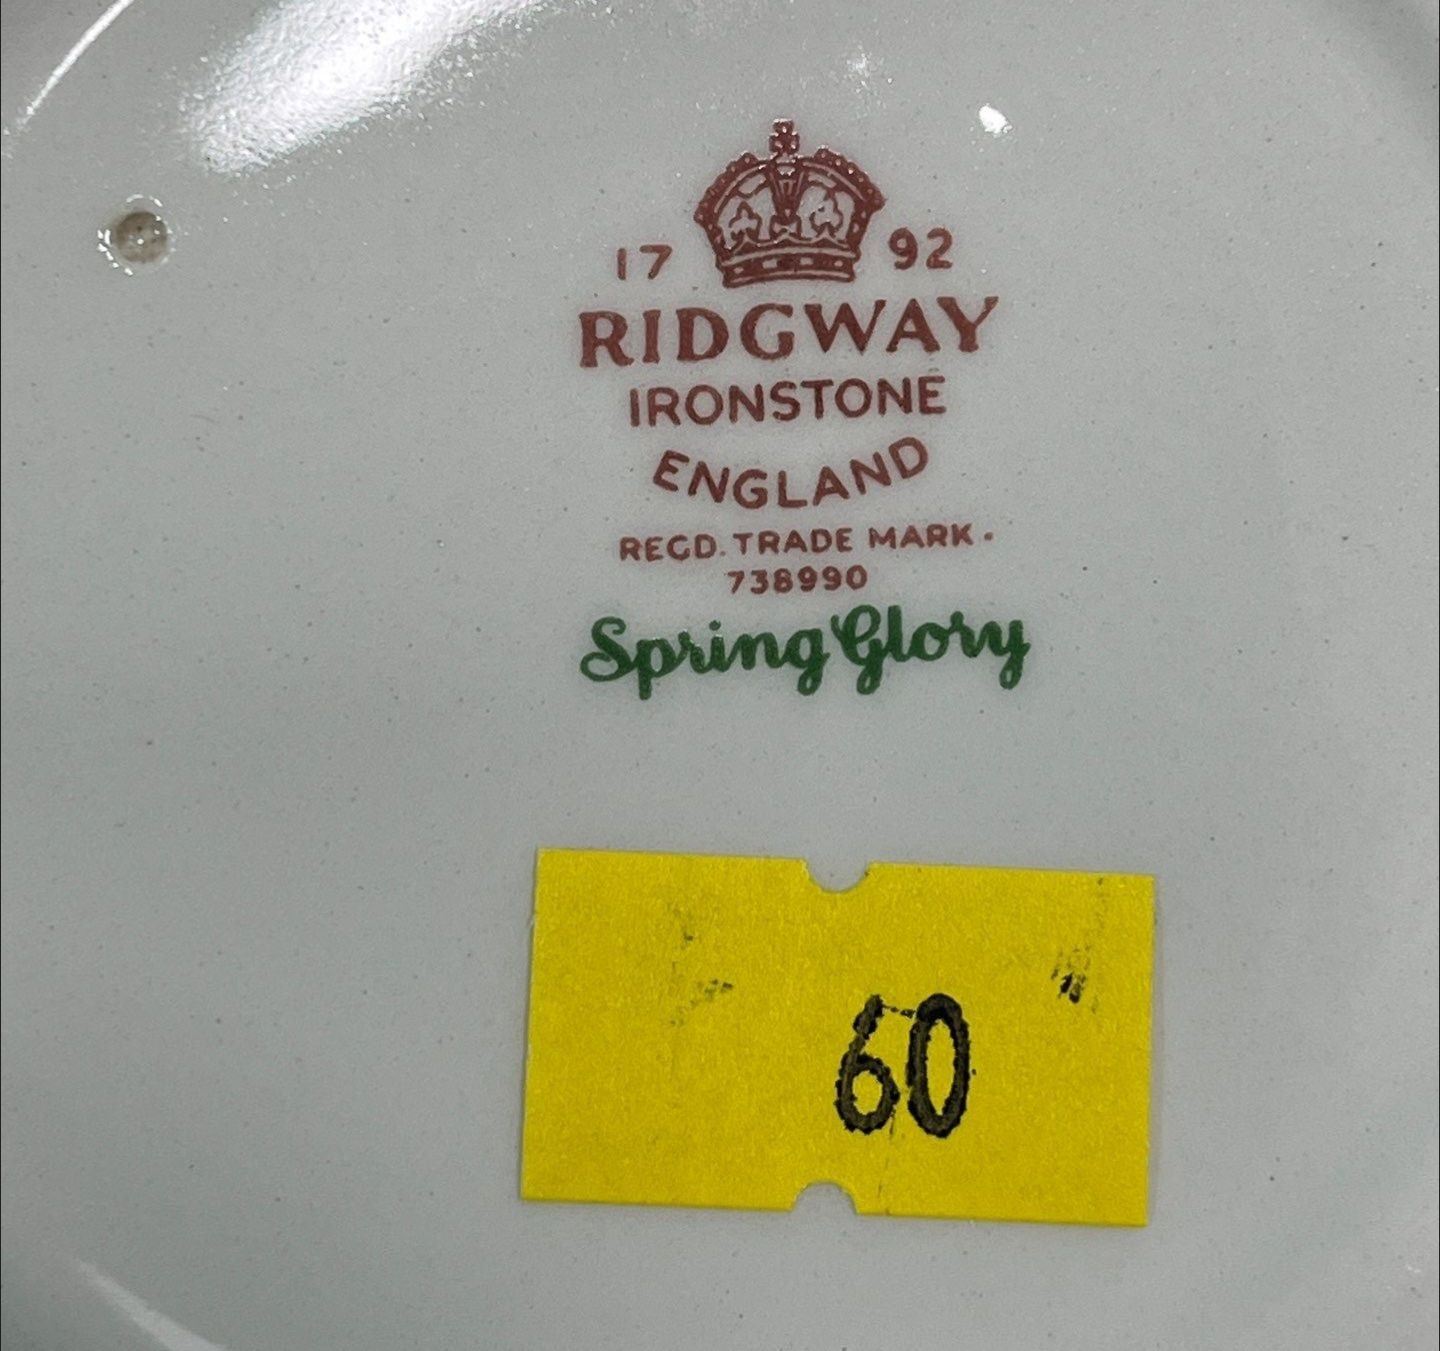 17 92
RIDGWAY
IRONSTONE
ENGLAND
REGD. TRADE MARK.
738990
Spring Glory
60